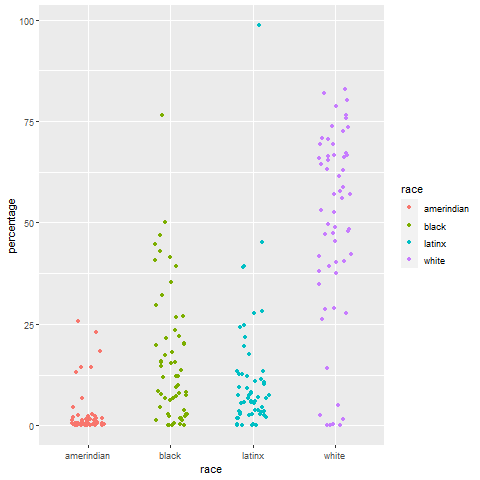 100
75
50
25
0
percentage
amerindian black latinx white
race
race
amerindian
black
latinx
white